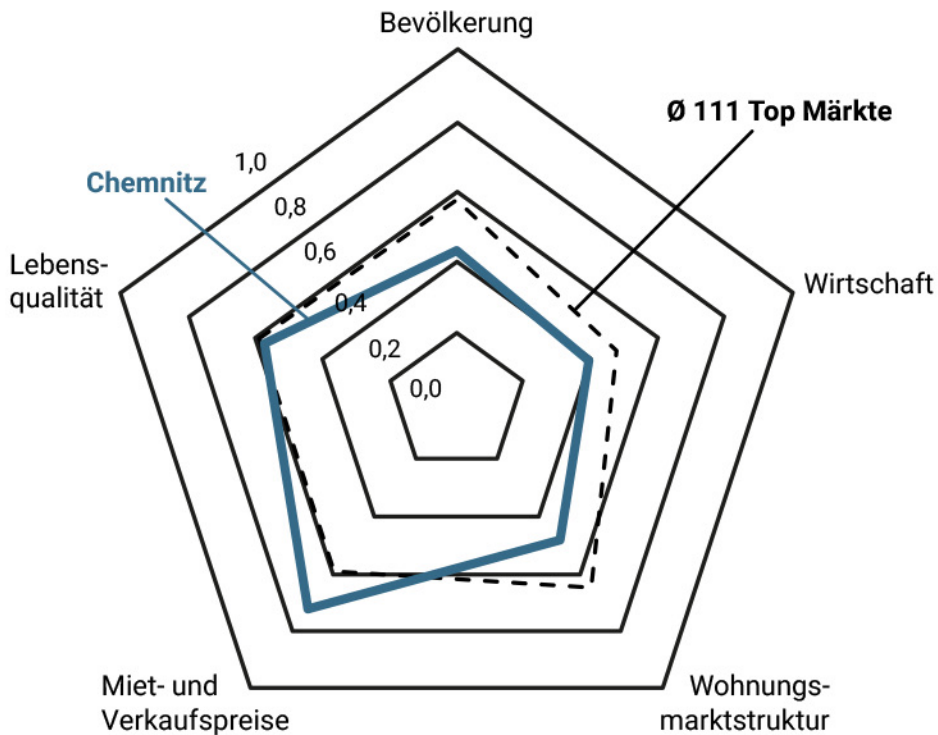 Bevölkerung
Ø 111 Top Märkte
1,0
Chemnitz
0,8
0,6
Lebens-
qualität
Wirtschaft
0,4
0,2
0,0
Miet- und
Verkaufspreise
Wohnungs-
marktstruktur